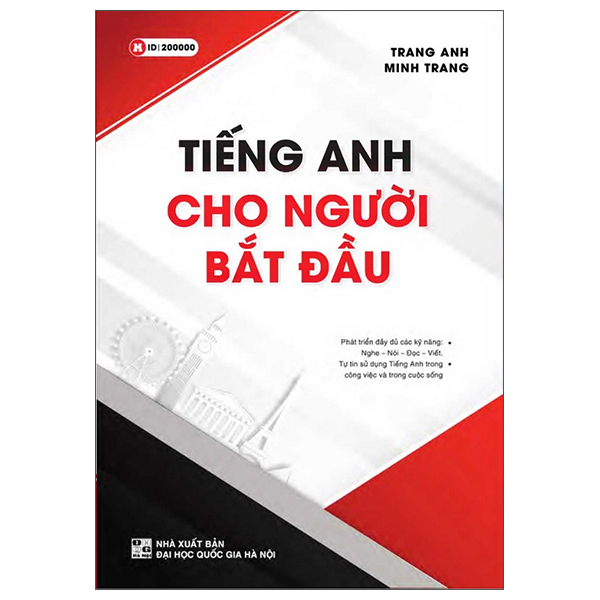 M ID | 200000
TRANG ANH
MINH TRANG
TIẾNG ANH
CHO NGƯỜI
BẮT ĐẦU
Phát triển đầy đủ các kỹ năng: •
Nghe – Nói – Đọc – Viết.
Tự tin sử dụng Tiếng Anh trong •
công việc và trong cuộc sống
Hà Nội
NHÀ XUẤT BẢN
ĐẠI HỌC QUỐC GIA HÀ NỘI